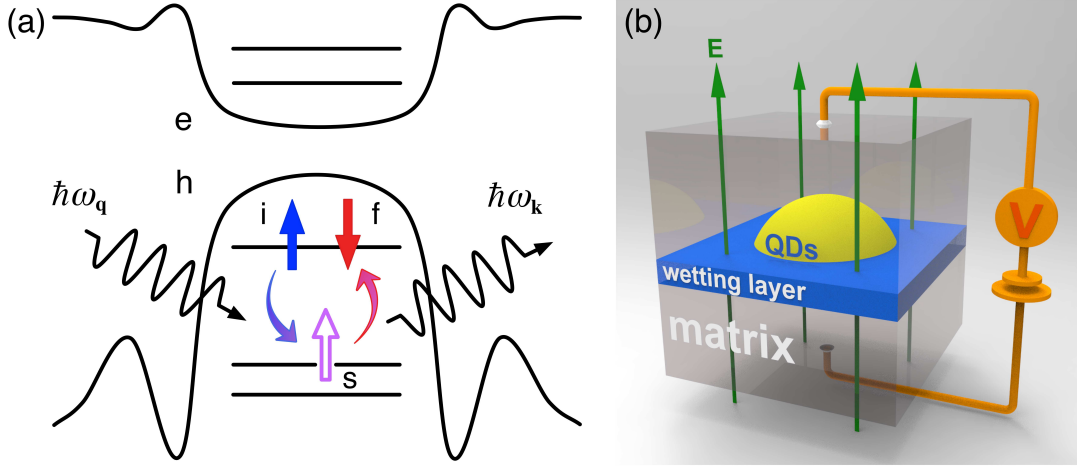 (a)
e
h
ħω_q
i
f
ħω_k
s
(b)
E
V
QDs
wetting layer
matrix